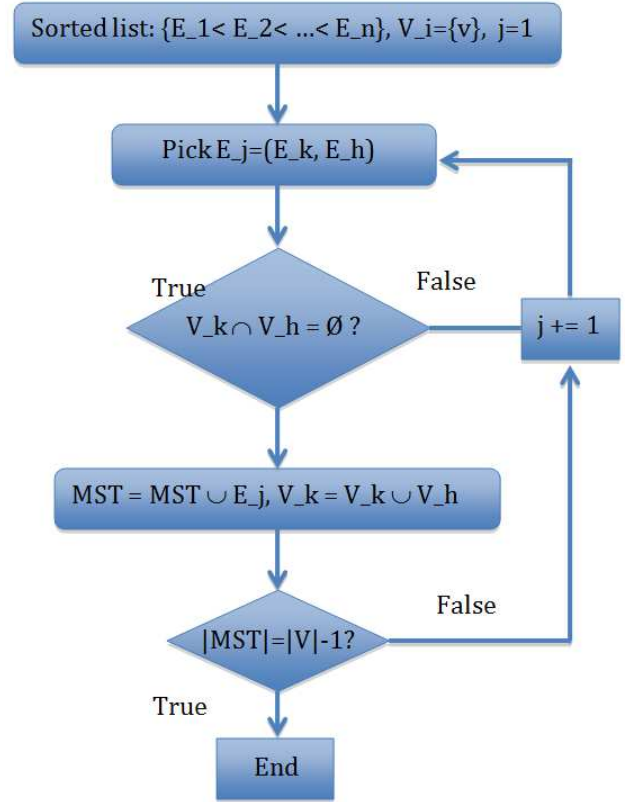 Sorted list: {E_1< E_2< ...< E_n}, V_i={v}, j=1
Pick E_j=(E_k, E_h)
True
False
V_k ∩ V_h = Ø ?
j += 1
MST = MST ∪ E_j, V_k = V_k ∪ V_h
False
|MST|=|V|-1?
True
End